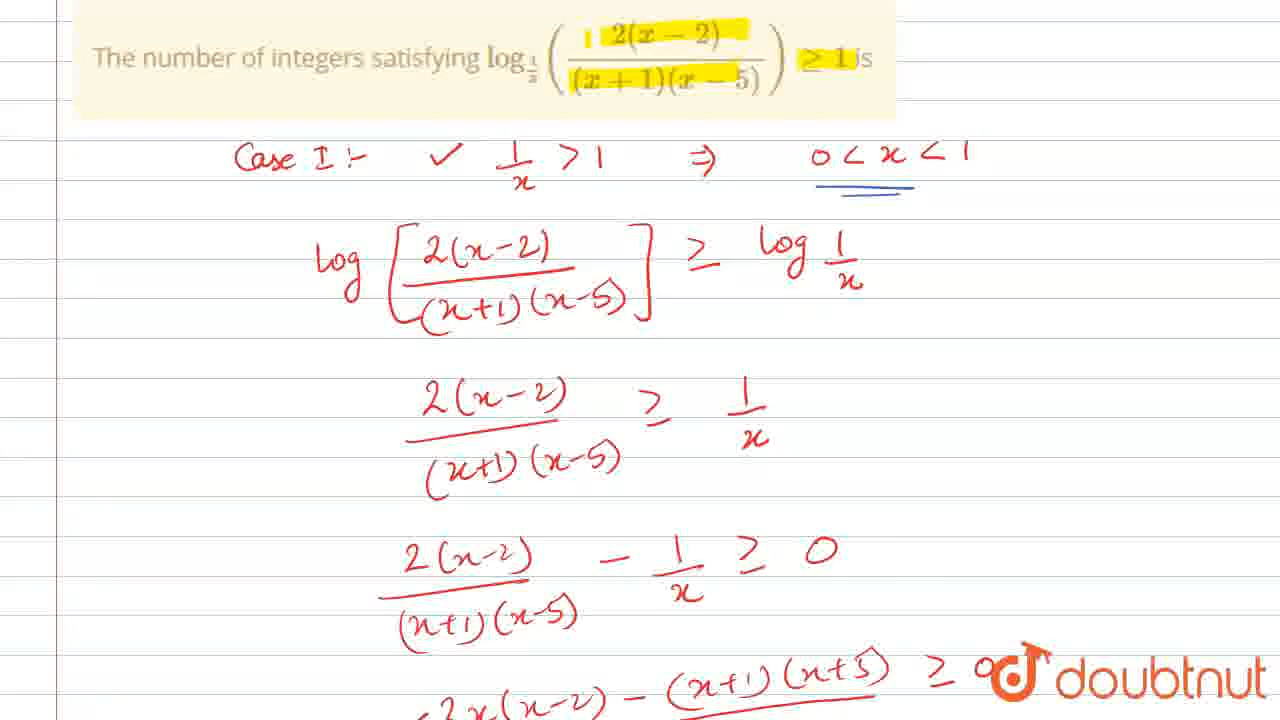 The number of integers satisfying log_{1/x} ( 2(x − 2) / (x + 1)(x − 5) ) ≥ 1 is
Case I :- ✓ 1/x > 1 ⇒ 0 < x < 1
log [ 2(x-2) / (x+1)(x-5) ] ≥ log 1/x
2(x-2) / (x+1)(x-5) ≥ 1/x
2(x-2) / (x+1)(x-5) - 1/x ≥ 0
2x(x-2) - (x+1)(x+5) ≥ 0
doubtnut